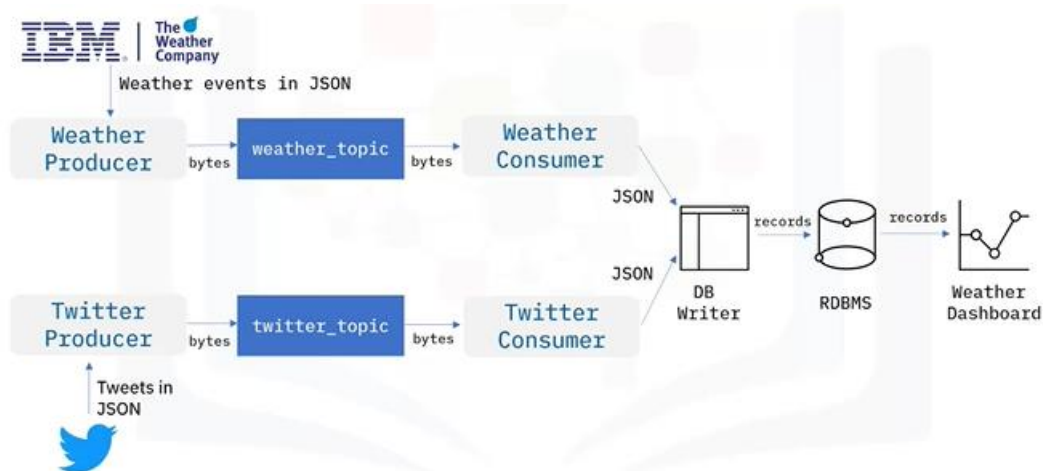 IBM
The
Weather
Company
Weather events in JSON
Weather
Producer
bytes
weather_topic
bytes
Weather
Consumer
JSON
DB
Writer
records
RDBMS
records
Weather
Dashboard
JSON
Twitter
Producer
bytes
twitter_topic
bytes
Twitter
Consumer
Tweets in
JSON